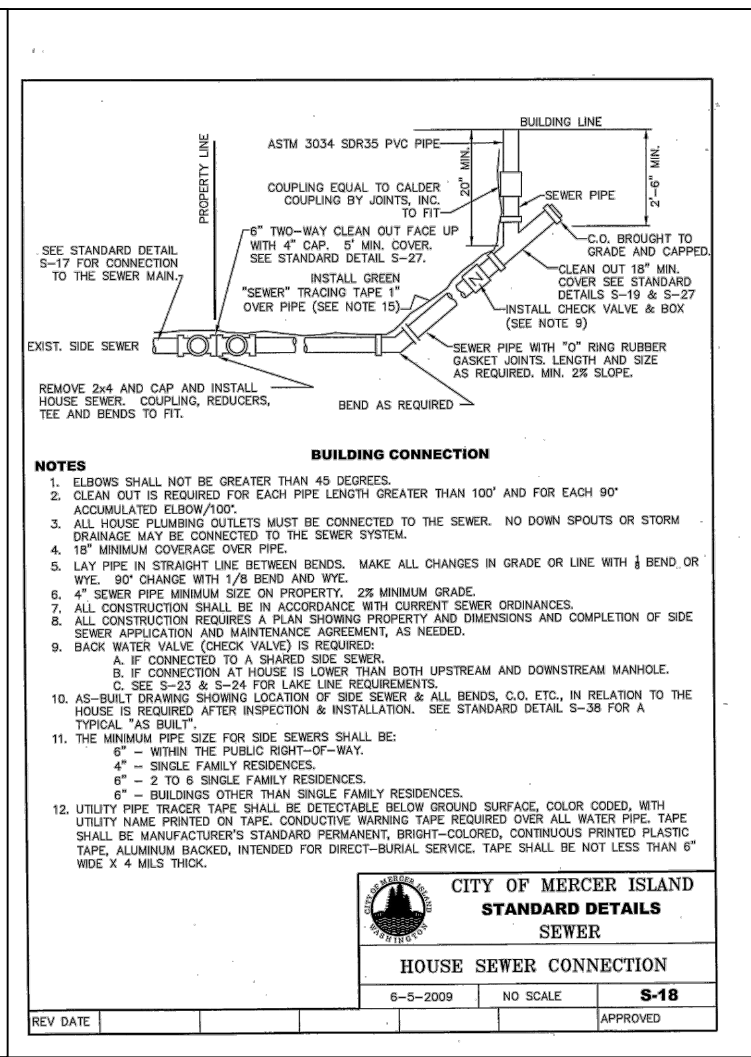 BUILDING LINE
PROPERTY LINE
ASTM 3034 SDR35 PVC PIPE
20" MIN.
2'-6" MIN.
COUPLING EQUAL TO CALDER
COUPLING BY JOINTS, INC.
TO FIT
SEWER PIPE
6" TWO-WAY CLEAN OUT FACE UP
WITH 4" CAP. 5' MIN. COVER.
SEE STANDARD DETAIL S-27.
C.O. BROUGHT TO
GRADE AND CAPPED.
SEE STANDARD DETAIL
S-17 FOR CONNECTION
TO THE SEWER MAIN.
CLEAN OUT 18" MIN.
COVER SEE STANDARD
DETAILS S-19 & S-27
INSTALL GREEN
"SEWER" TRACING TAPE 1"
OVER PIPE (SEE NOTE 15)
N
INSTALL CHECK VALVE & BOX
(SEE NOTE 9)
EXIST. SIDE SEWER
SEWER PIPE WITH "O" RING RUBBER
GASKET JOINTS. LENGTH AND SIZE
AS REQUIRED. MIN. 2% SLOPE.
REMOVE 2x4 AND CAP AND INSTALL
HOUSE SEWER. COUPLING, REDUCERS,
TEE AND BENDS TO FIT.
BEND AS REQUIRED
BUILDING CONNECTION
NOTES
1. ELBOWS SHALL NOT BE GREATER THAN 45 DEGREES.
2. CLEAN OUT IS REQUIRED FOR EACH PIPE LENGTH GREATER THAN 100' AND FOR EACH 90°
ACCUMULATED ELBOW/100'.
3. ALL HOUSE PLUMBING OUTLETS MUST BE CONNECTED TO THE SEWER. NO DOWN SPOUTS OR STORM
DRAINAGE MAY BE CONNECTED TO THE SEWER SYSTEM.
4. 18" MINIMUM COVERAGE OVER PIPE.
5. LAY PIPE IN STRAIGHT LINE BETWEEN BENDS. MAKE ALL CHANGES IN GRADE OR LINE WITH 1/8 BEND OR
WYE. 90° CHANGE WITH 1/8 BEND AND WYE.
6. 4" SEWER PIPE MINIMUM SIZE ON PROPERTY. 2% MINIMUM GRADE.
7. ALL CONSTRUCTION SHALL BE IN ACCORDANCE WITH CURRENT SEWER ORDINANCES.
8. ALL CONSTRUCTION REQUIRES A PLAN SHOWING PROPERTY AND DIMENSIONS AND COMPLETION OF SIDE
SEWER APPLICATION AND MAINTENANCE AGREEMENT, AS NEEDED.
9. BACK WATER VALVE (CHECK VALVE) IS REQUIRED:
A. IF CONNECTED TO A SHARED SIDE SEWER.
B. IF CONNECTION AT HOUSE IS LOWER THAN BOTH UPSTREAM AND DOWNSTREAM MANHOLE.
C. SEE S-23 & S-24 FOR LAKE LINE REQUIREMENTS.
10. AS-BUILT DRAWING SHOWING LOCATION OF SIDE SEWER & ALL BENDS, C.O. ETC., IN RELATION TO THE
HOUSE IS REQUIRED AFTER INSPECTION & INSTALLATION. SEE STANDARD DETAIL S-38 FOR A
TYPICAL "AS BUILT".
11. THE MINIMUM PIPE SIZE FOR SIDE SEWERS SHALL BE:
6" - WITHIN THE PUBLIC RIGHT-OF-WAY.
4" - SINGLE FAMILY RESIDENCES.
6" - 2 TO 6 SINGLE FAMILY RESIDENCES.
6" - BUILDINGS OTHER THAN SINGLE FAMILY RESIDENCES.
12. UTILITY PIPE TRACER TAPE SHALL BE DETECTABLE BELOW GROUND SURFACE, COLOR CODED, WITH
UTILITY NAME PRINTED ON TAPE. CONDUCTIVE WARNING TAPE REQUIRED OVER ALL WATER PIPE. TAPE
SHALL BE MANUFACTURER'S STANDARD PERMANENT, BRIGHT-COLORED, CONTINUOUS PRINTED PLASTIC
TAPE, ALUMINUM BACKED, INTENDED FOR DIRECT-BURIAL SERVICE. TAPE SHALL BE NOT LESS THAN 6"
WIDE X 4 MILS THICK.
CITY OF MERCER ISLAND
WASHINGTON
CITY OF MERCER ISLAND
STANDARD DETAILS
SEWER
HOUSE SEWER CONNECTION
6-5-2009
NO SCALE
S-18
REV DATE
APPROVED